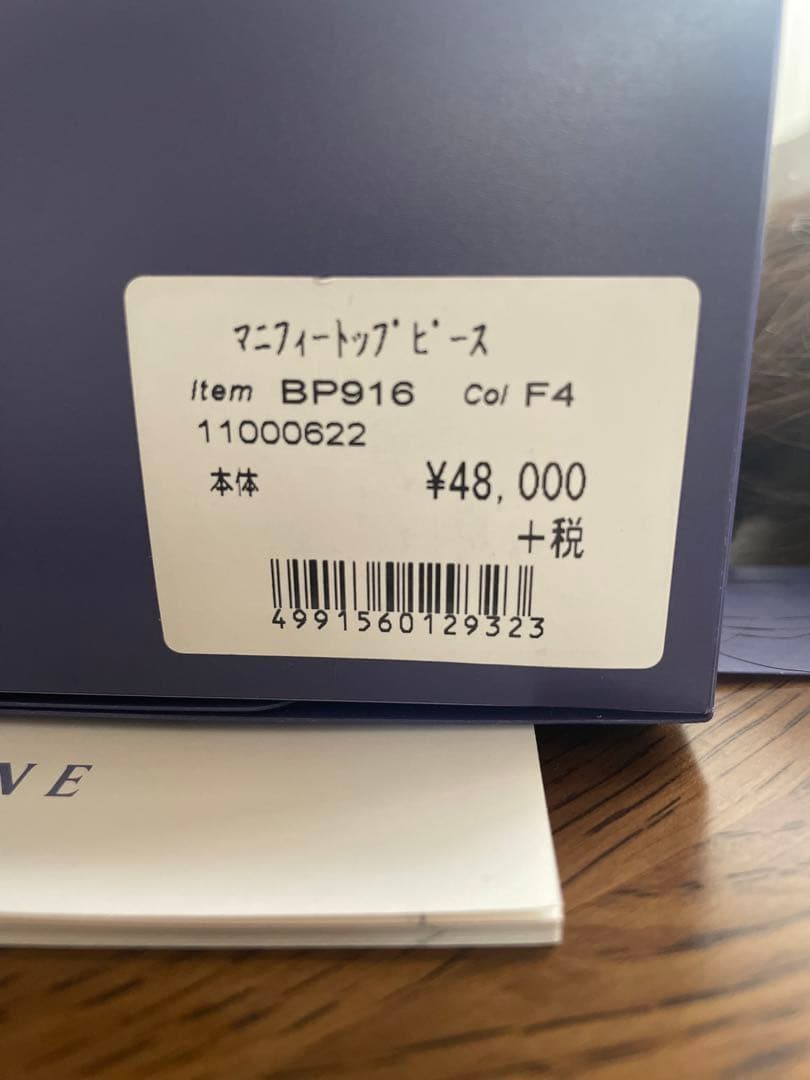 ﾏﾆﾌｨｰﾄｯﾌﾟﾋﾟｰｽ
Item BP916 Col F4
11000622
本体 ¥48,000
+税
4991560129323
NE